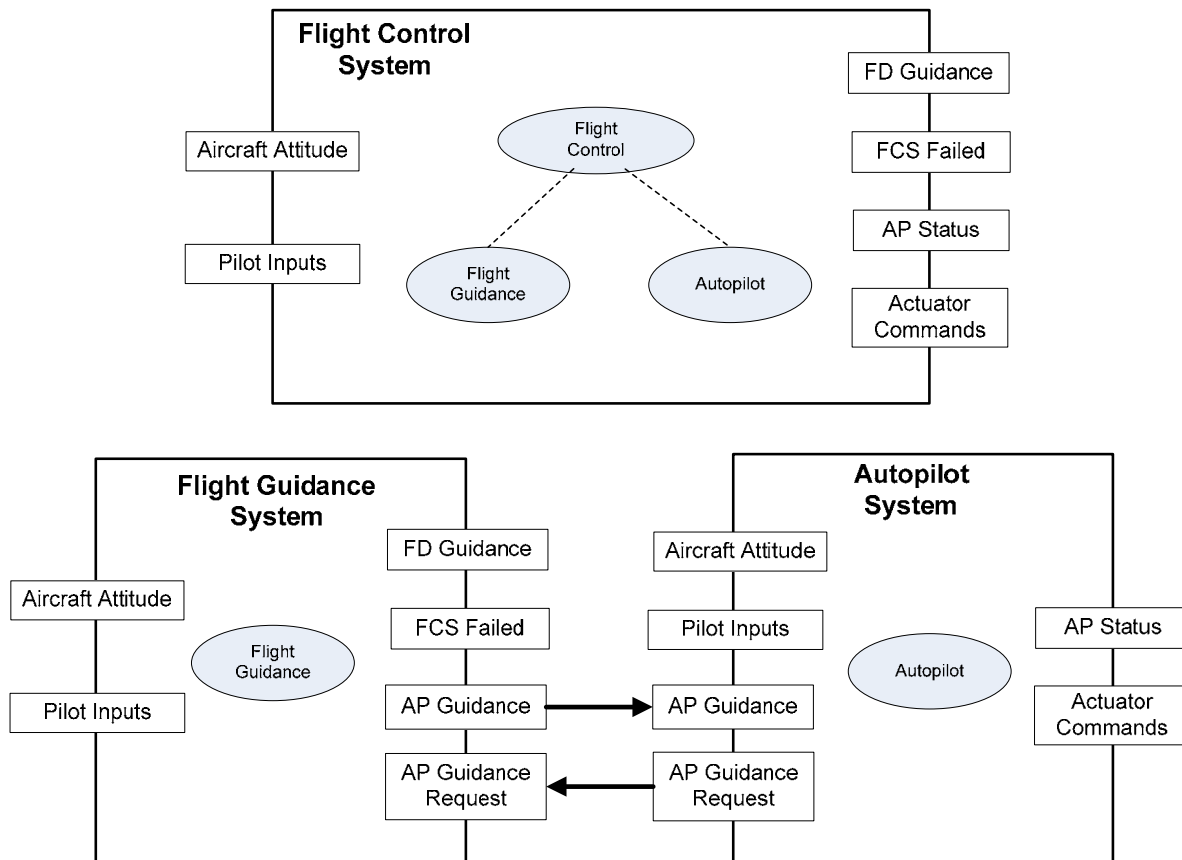 Flight Control
System
FD Guidance
Aircraft Attitude
Flight
Control
FCS Failed
Pilot Inputs
Flight
Guidance
Autopilot
AP Status
Actuator
Commands
Flight Guidance
System
FD Guidance
Aircraft Attitude
FCS Failed
Flight
Guidance
Pilot Inputs
AP Guidance
AP Guidance
Request
Autopilot
System
Aircraft Attitude
Pilot Inputs
AP Status
Autopilot
AP Guidance
Actuator
Commands
AP Guidance
Request